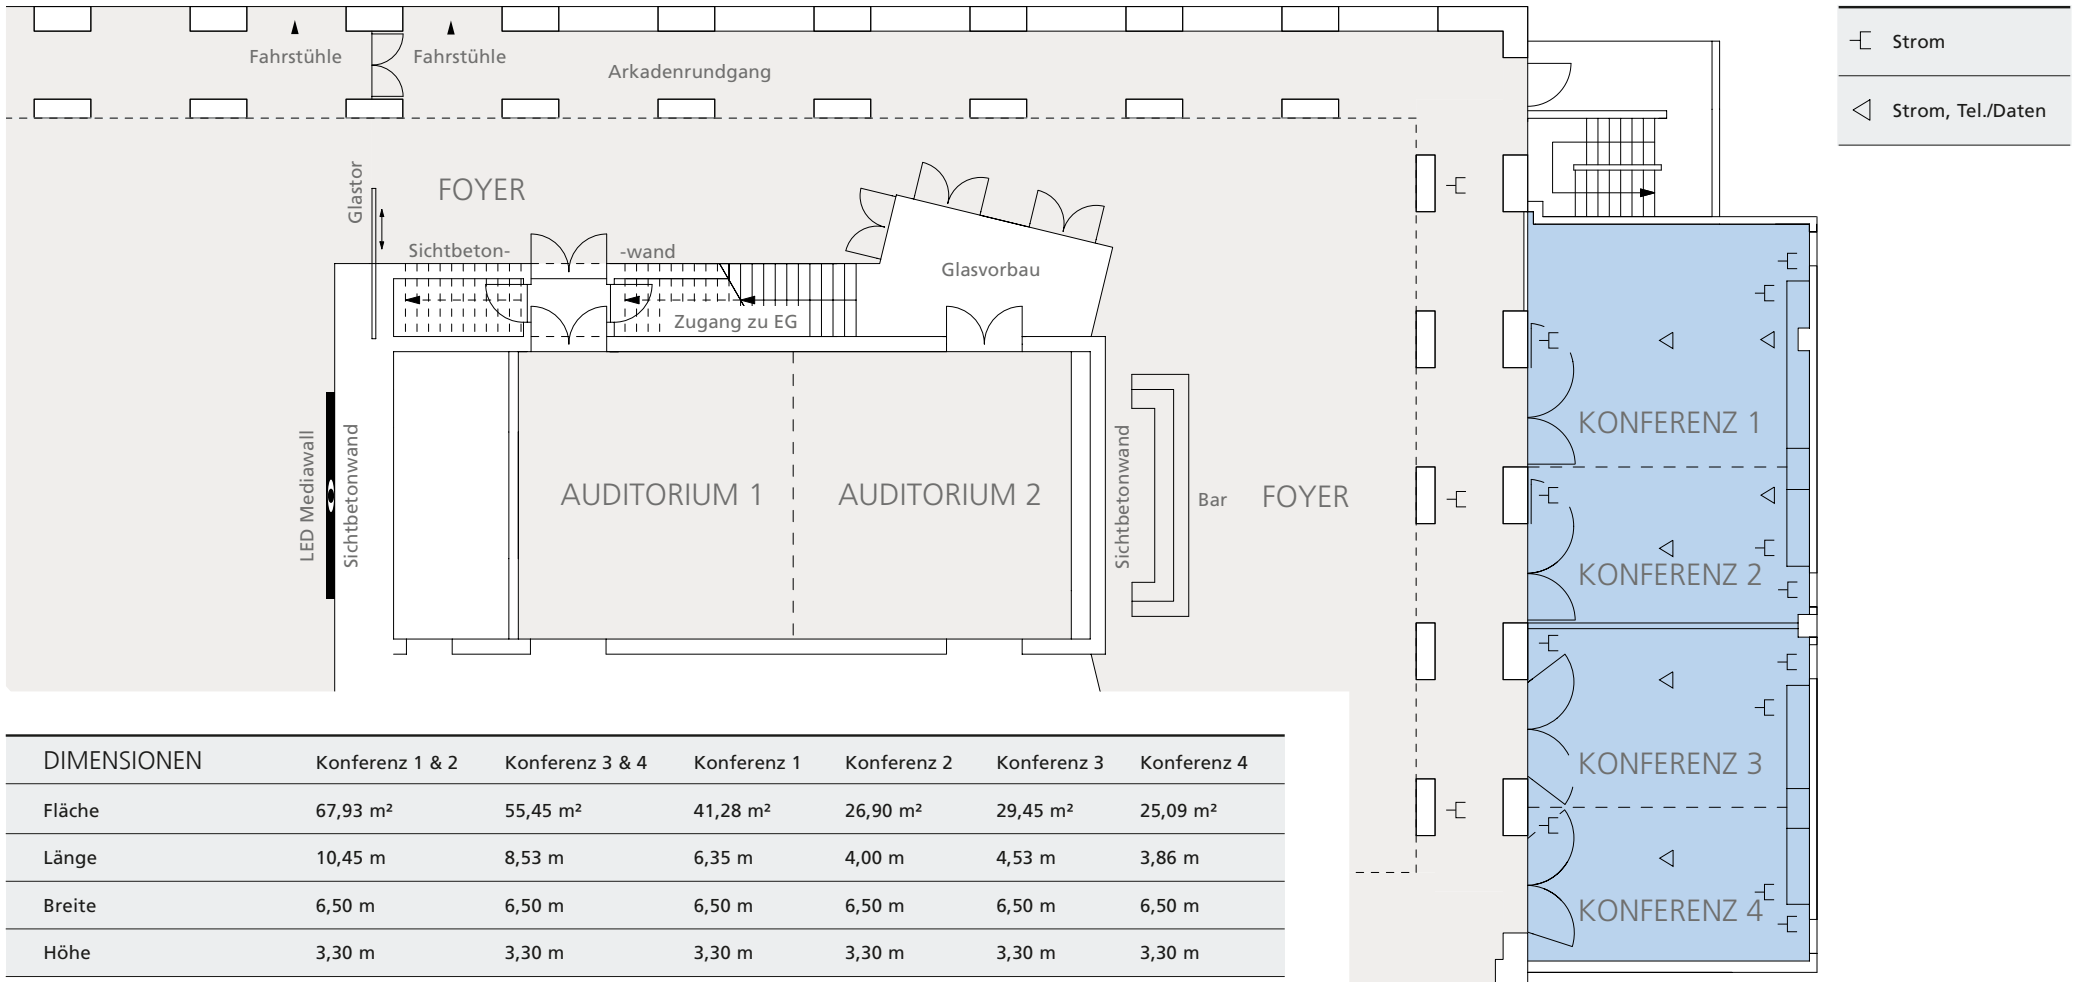 Fahrstühle
Fahrstühle
Arkadenrundgang
Strom
Strom, Tel./Daten
Glastor
FOYER
Sichtbeton-
-wand
Glasvorbau
Zugang zu EG
LED Mediawall
Sichtbetonwand
AUDITORIUM 1
AUDITORIUM 2
Sichtbetonwand
Bar
FOYER
KONFERENZ 1
KONFERENZ 2
KONFERENZ 3
KONFERENZ 4
DIMENSIONEN Konferenz 1 & 2 Konferenz 3 & 4 Konferenz 1 Konferenz 2 Konferenz 3 Konferenz 4
Fläche 67,93 m² 55,45 m² 41,28 m² 26,90 m² 29,45 m² 25,09 m²
Länge 10,45 m 8,53 m 6,35 m 4,00 m 4,53 m 3,86 m
Breite 6,50 m 6,50 m 6,50 m 6,50 m 6,50 m 6,50 m
Höhe 3,30 m 3,30 m 3,30 m 3,30 m 3,30 m 3,30 m